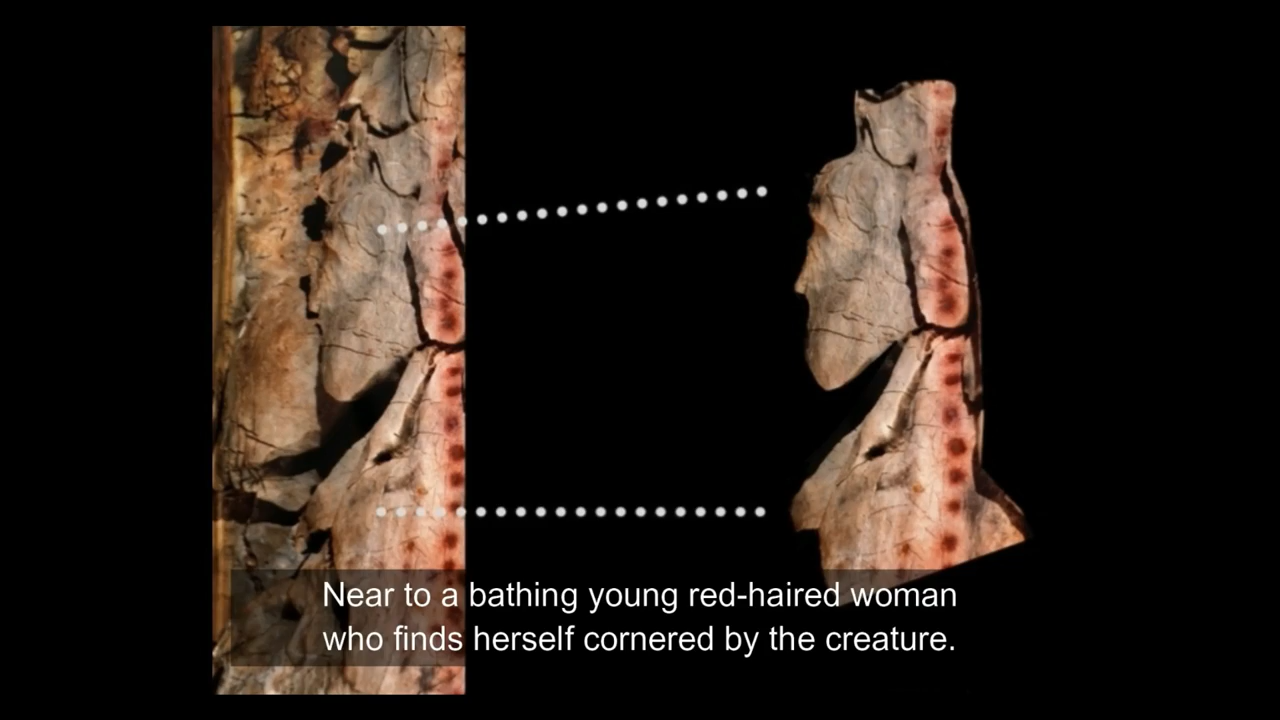 Near to a bathing young red-haired woman
who finds herself cornered by the creature.